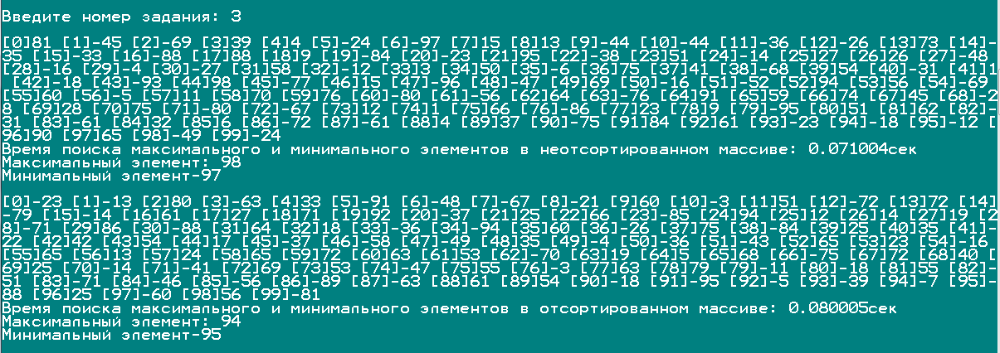 Введите номер задания: 3
[0]81 [1]-45 [2]-69 [3]39 [4]4 [5]-24 [6]-97 [7]15 [8]13 [9]-44 [10]-44 [11]-36 [12]-26 [13]73 [14]-
35 [15]-33 [16]-88 [17]88 [18]9 [19]-84 [20]-23 [21]95 [22]-38 [23]51 [24]-14 [25]27 [26]26 [27]-48
[28]-16 [29]-4 [30]-27 [31]58 [32]-12 [33]3 [34]50 [35]-6 [36]75 [37]41 [38]-68 [39]54 [40]-31 [41]1
[42]-18 [43]-93 [44]98 [45]-77 [46]15 [47]-96 [48]-47 [49]69 [50]-16 [51]-52 [52]94 [53]56 [54]-69
[55]60 [56]-5 [57]11 [58]70 [59]76 [60]-80 [61]-56 [62]64 [63]-76 [64]91 [65]59 [66]74 [67]45 [68]-2
8 [69]28 [70]75 [71]-80 [72]-67 [73]12 [74]1 [75]66 [76]-86 [77]23 [78]9 [79]-95 [80]51 [81]62 [82]-
31 [83]-61 [84]32 [85]6 [86]-72 [87]-61 [88]4 [89]37 [90]-75 [91]84 [92]61 [93]-23 [94]-18 [95]-12 [
96]90 [97]65 [98]-49 [99]-24
Время поиска максимального и минимального элементов в неотсортированном массиве: 0.071004сек
Максимальный элемент: 98
Минимальный элемент-97
[0]-23 [1]-13 [2]80 [3]-63 [4]33 [5]-91 [6]-48 [7]-67 [8]-21 [9]60 [10]-3 [11]51 [12]-72 [13]72 [14]
-79 [15]-14 [16]61 [17]27 [18]71 [19]92 [20]-37 [21]25 [22]66 [23]-85 [24]94 [25]12 [26]14 [27]19 [2
8]-71 [29]86 [30]-88 [31]64 [32]18 [33]-36 [34]-94 [35]60 [36]-26 [37]75 [38]-84 [39]25 [40]35 [41]-
22 [42]42 [43]54 [44]17 [45]-37 [46]-58 [47]-49 [48]35 [49]-4 [50]-36 [51]-43 [52]65 [53]23 [54]-16
[55]65 [56]13 [57]24 [58]65 [59]72 [60]63 [61]53 [62]-70 [63]19 [64]5 [65]68 [66]-75 [67]72 [68]40 [
69]25 [70]-14 [71]-41 [72]69 [73]53 [74]-47 [75]55 [76]-3 [77]63 [78]79 [79]-11 [80]-18 [81]55 [82]-
51 [83]-71 [84]-46 [85]-56 [86]-89 [87]-63 [88]61 [89]54 [90]-18 [91]-95 [92]-5 [93]-39 [94]-7 [95]-
88 [96]25 [97]-60 [98]56 [99]-81
Время поиска максимального и минимального элементов в отсортированном массиве: 0.080005сек
Максимальный элемент: 94
Минимальный элемент-95